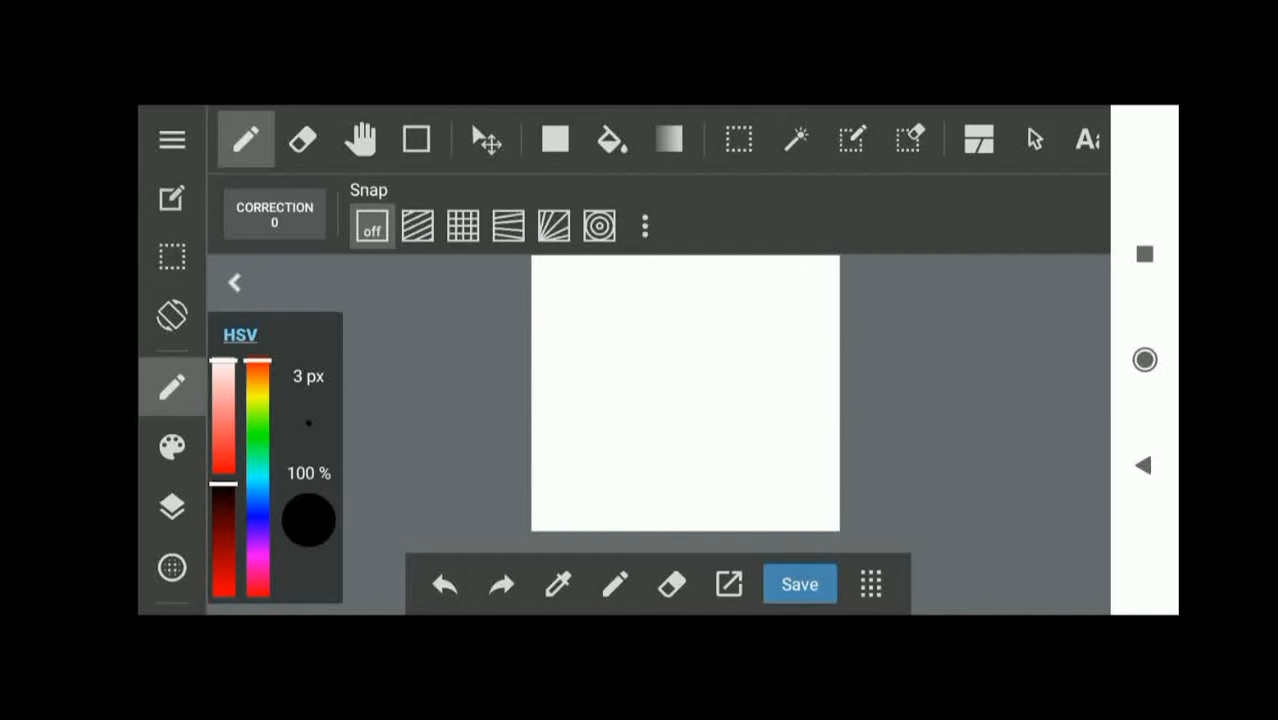 A
Snap
CORRECTION
0
off
HSV
3 px
100 %
Save